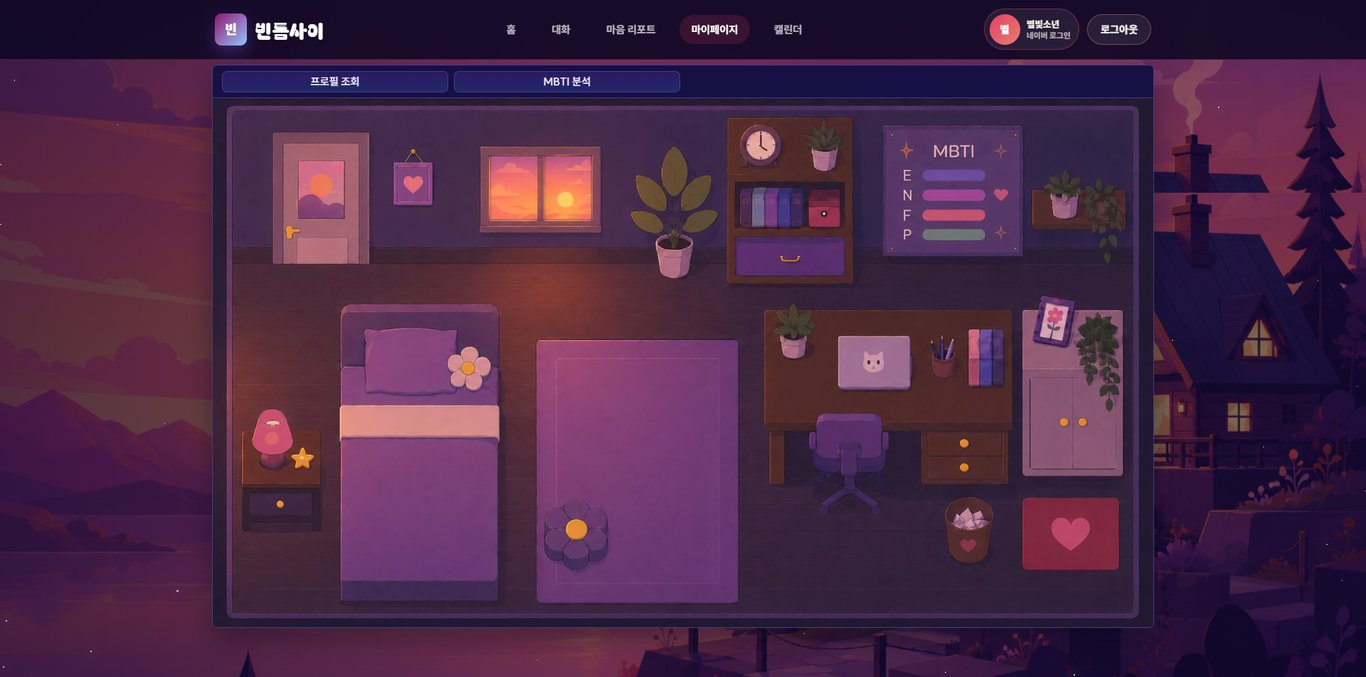 빈 빈틈사이
홈 대화 마음 리포트 마이페이지 캘린더
별 별빛소년
네이버 로그인
로그아웃
프로필 조회 MBTI 분석
MBTI
E
N
F
P